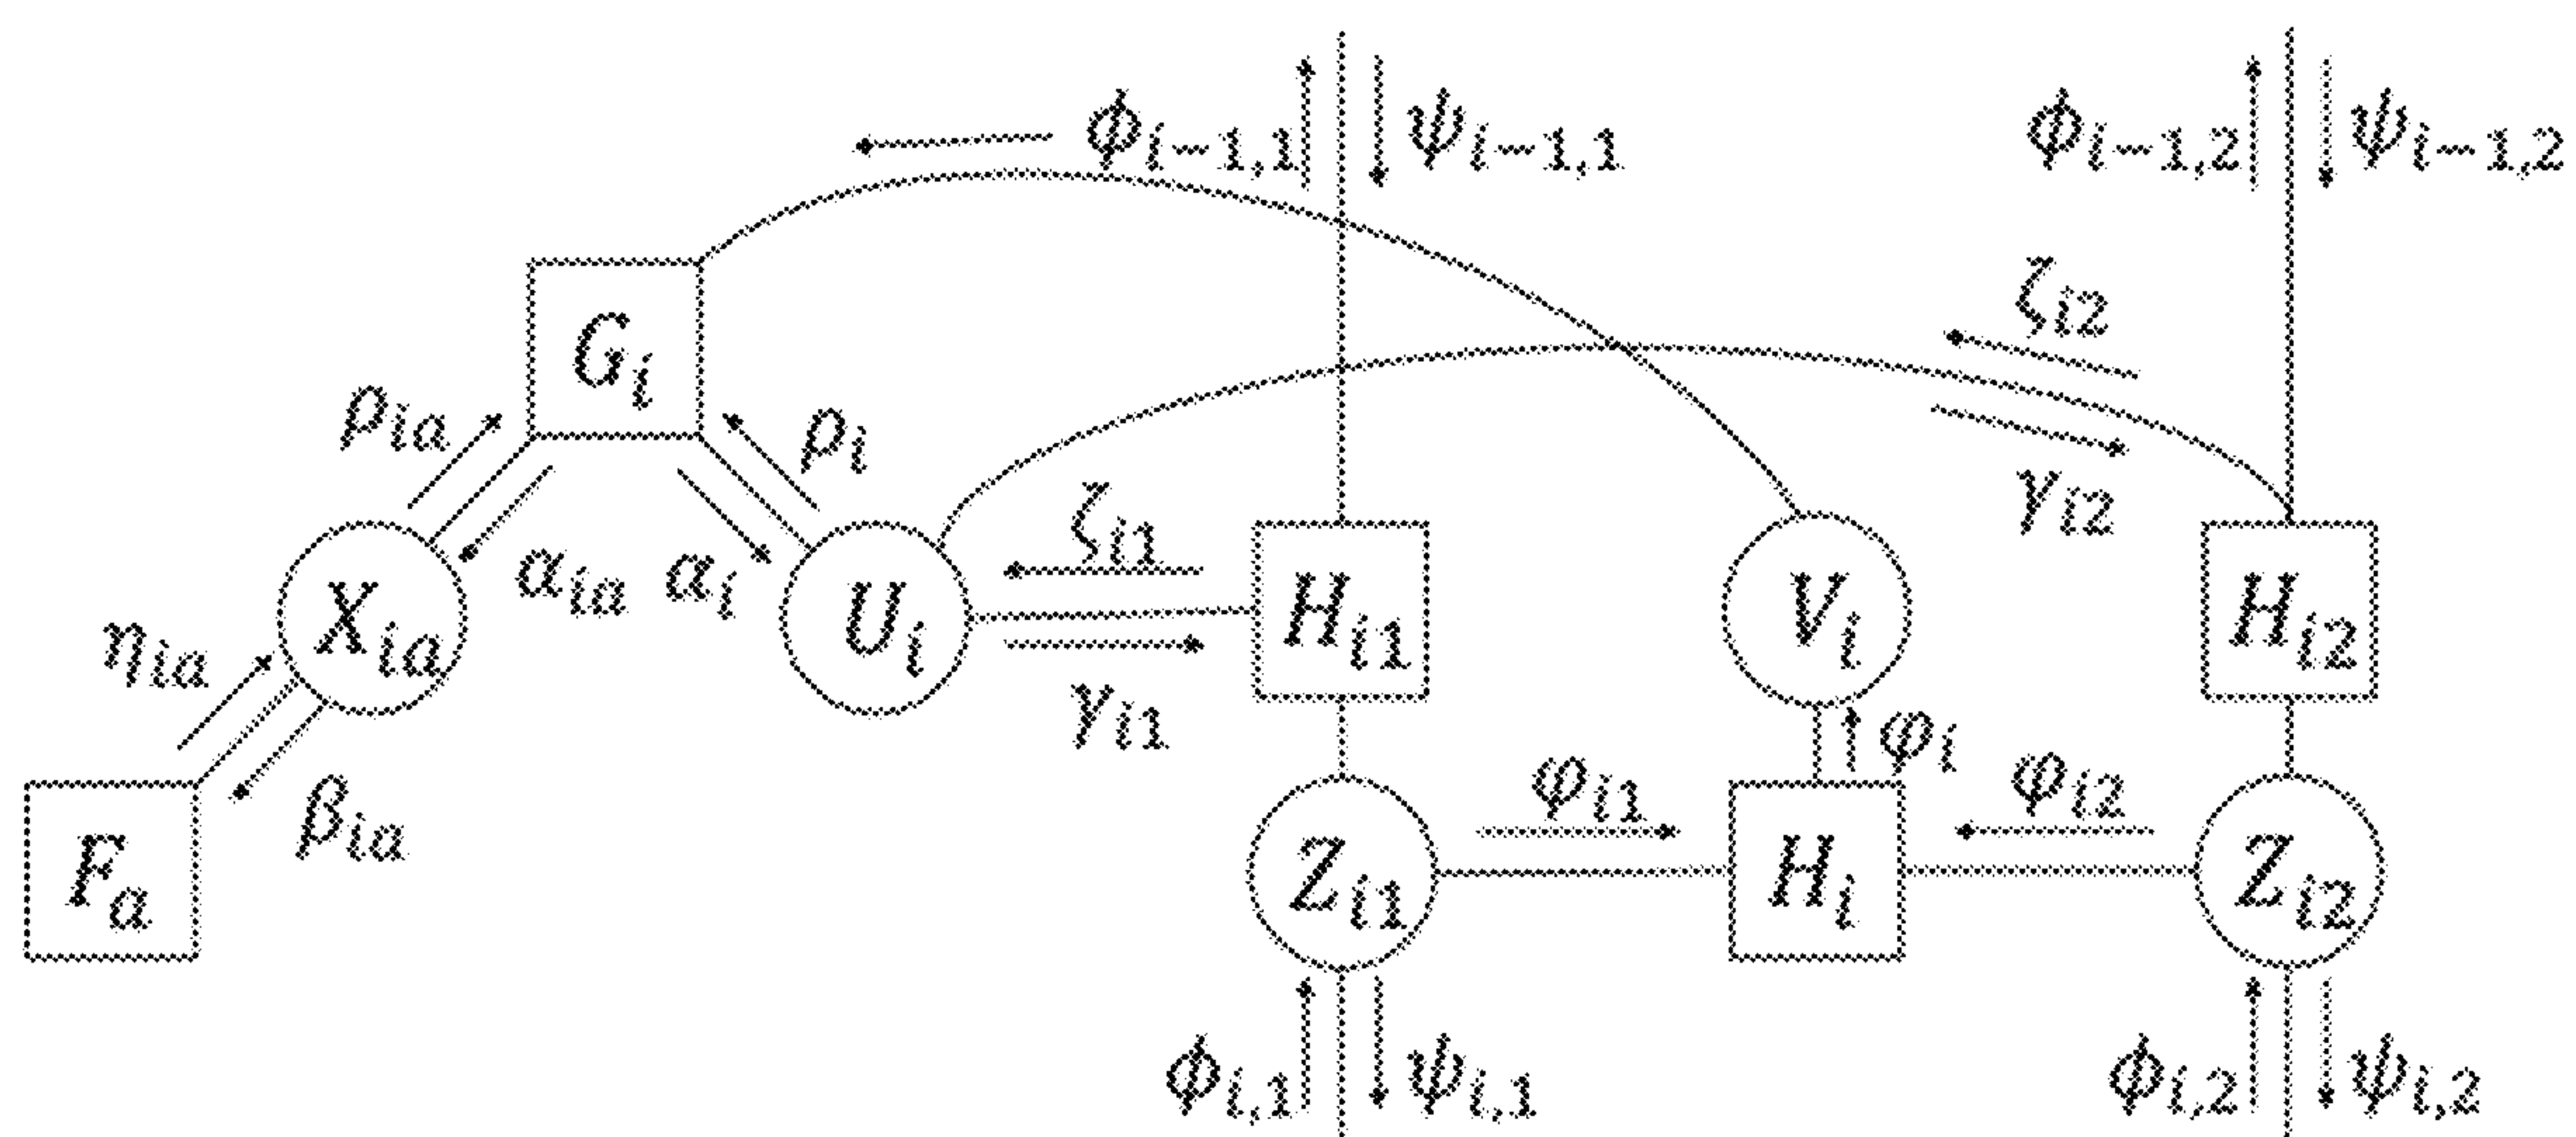 ϕᵢ₋₁,₁ ψᵢ₋₁,₁ ϕᵢ₋₁,₂ ψᵢ₋₁,₂
Gᵢ ζᵢ₂
ρᵢₐ ρᵢ
γᵢ₂
ζᵢ₁
αᵢₐ αᵢ
Xᵢₐ Uᵢ Hᵢ₁ Vᵢ Hᵢ₂
ηᵢₐ
γᵢ₁ φᵢ
φᵢ₁ φᵢ₂
βᵢₐ
Fₐ Zᵢ₁ Hᵢ Zᵢ₂
ϕᵢ,₁ ψᵢ,₁ ϕᵢ,₂ ψᵢ,₂